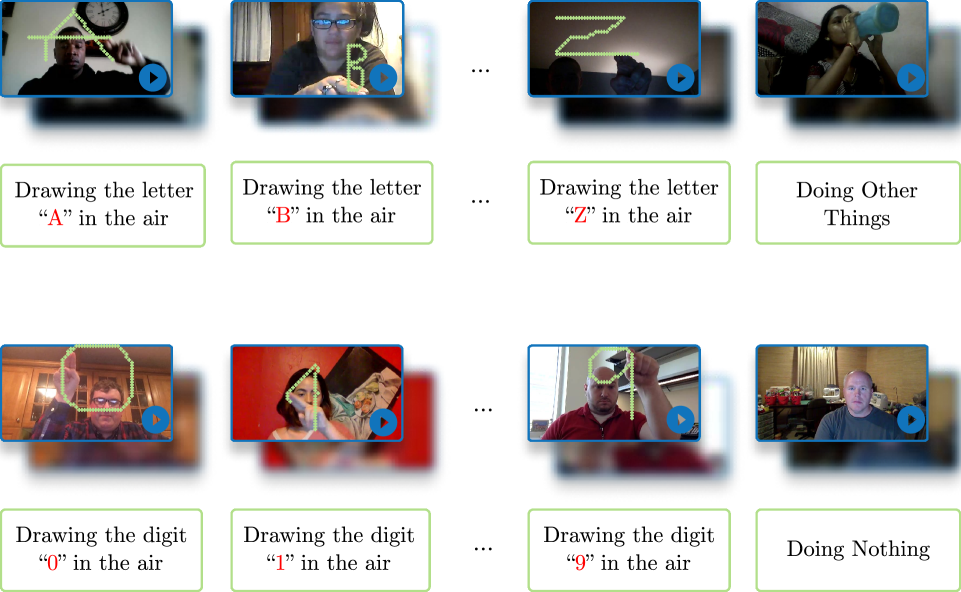 ...
Drawing the letter
“A” in the air
Drawing the letter
“B” in the air
...
Drawing the letter
“Z” in the air
Doing Other
Things
...
Drawing the digit
“0” in the air
Drawing the digit
“1” in the air
...
Drawing the digit
“9” in the air
Doing Nothing